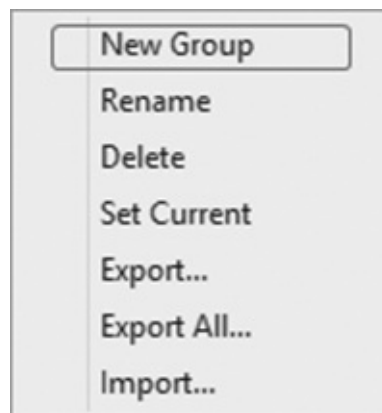 New Group
Rename
Delete
Set Current
Export...
Export All...
Import...